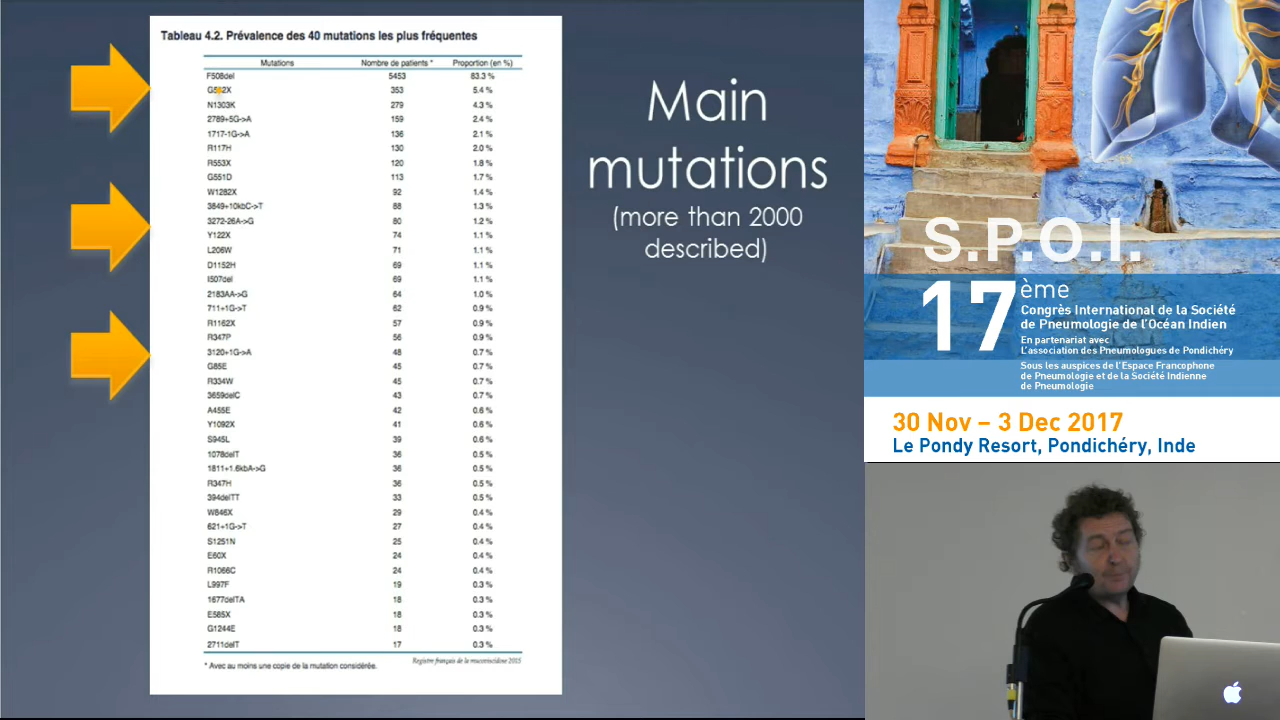 Tableau 4.2. Prévalence des 40 mutations les plus fréquentes
Mutations Nombre de patients * Proportion (en %)
F508del 5453 83.3 %
353 5.4 %
N1303K 279 4.3 %
2789+5G->A 159 2.4 %
1717-1G->A 136 2.1 %
R117H 130 2.0 %
R553X 120 1.8 %
G551D 113 1.7 %
W1282X 92 1.4 %
3849+10kbC->T 88 1.3 %
3272-26A->G 80 1.2 %
Y122X 74 1.1 %
L206W 71 1.1 %
D1152H 69 1.1 %
I507del 69 1.1 %
2183AA->G 64 1.0 %
711+1G->T 62 0.9 %
R1162X 57 0.9 %
R347P 56 0.9 %
3120+1G->A 48 0.7 %
G85E 45 0.7 %
R334W 45 0.7 %
3659delC 43 0.7 %
A455E 42 0.6 %
Y1092X 41 0.6 %
S945L 39 0.6 %
1078delT 36 0.5 %
1811+1.6kbA->G 36 0.5 %
R347H 36 0.5 %
394delTT 33 0.5 %
W846X 29 0.4 %
621+1G->T 27 0.4 %
S1251N 25 0.4 %
E60X 24 0.4 %
R1066C 24 0.4 %
L997F 19 0.3 %
1677delTA 18 0.3 %
E585X 18 0.3 %
G1244E 18 0.3 %
2711delT 17 0.3 %
* Avec au moins une copie de la mutation considérée.
Registre français de la mucoviscidose 2015
Main
mutations
(more than 2000
described)
S.P.O.I.
17ème
Congrès International de la Société
de Pneumologie de l'Océan Indien
En partenariat avec
L'association des Pneumologues de Pondichéry
Sous les auspices de l'Espace Francophone
de Pneumologie et de la Société Indienne
de Pneumologie
30 Nov – 3 Dec 2017
Le Pondy Resort, Pondichéry, Inde